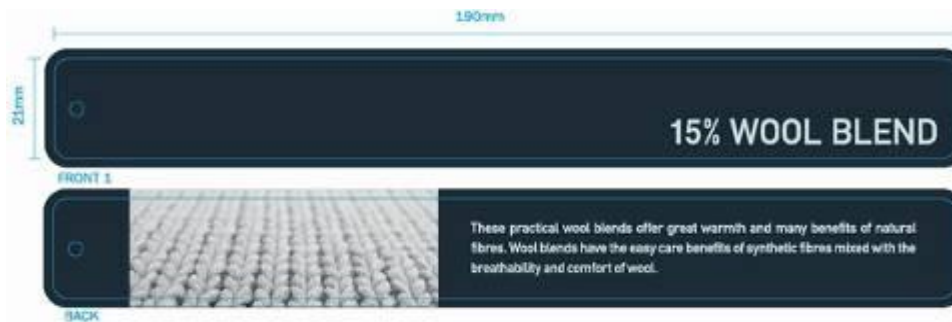 190mm
21mm
15% WOOL BLEND
FRONT 1
These practical wool blends offer great warmth and many benefits of natural
fibres. Wool blends have the easy care benefits of synthetic fibres mixed with the
breathability and comfort of wool.
BACK